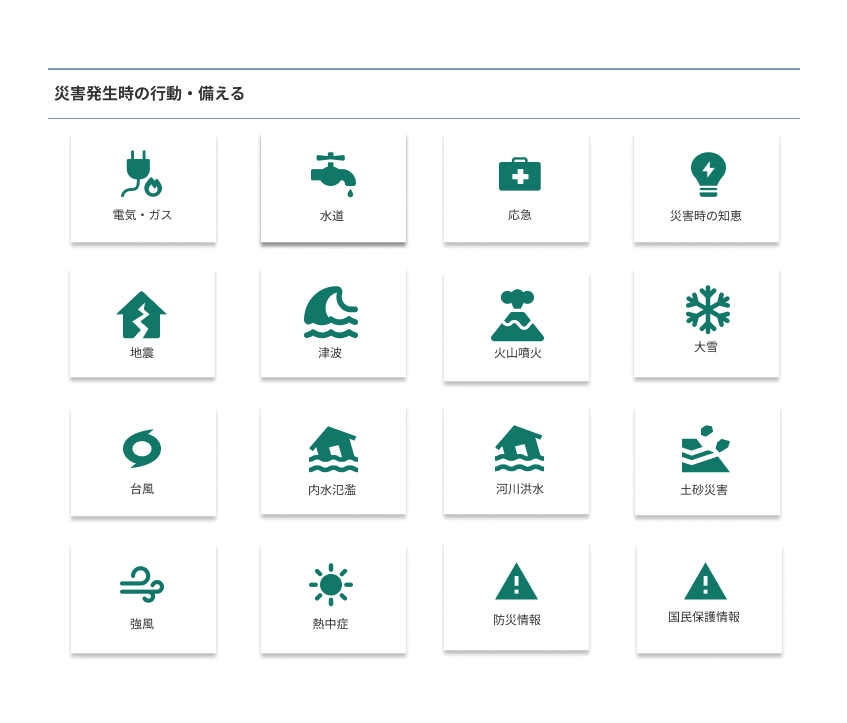 災害発生時の行動・備える
電気・ガス
水道
応急
災害時の知恵
地震
津波
火山噴火
大雪
台風
内水氾濫
河川洪水
土砂災害
強風
熱中症
防災情報
国民保護情報